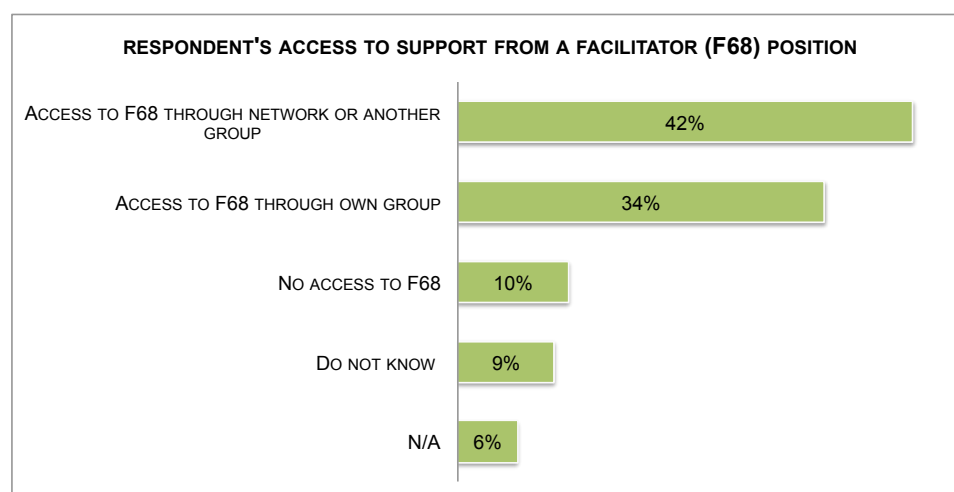 RESPONDENT'S ACCESS TO SUPPORT FROM A FACILITATOR (F68) POSITION
ACCESS TO F68 THROUGH NETWORK OR ANOTHER
GROUP
42%
ACCESS TO F68 THROUGH OWN GROUP
34%
NO ACCESS TO F68
10%
DO NOT KNOW
9%
N/A
6%